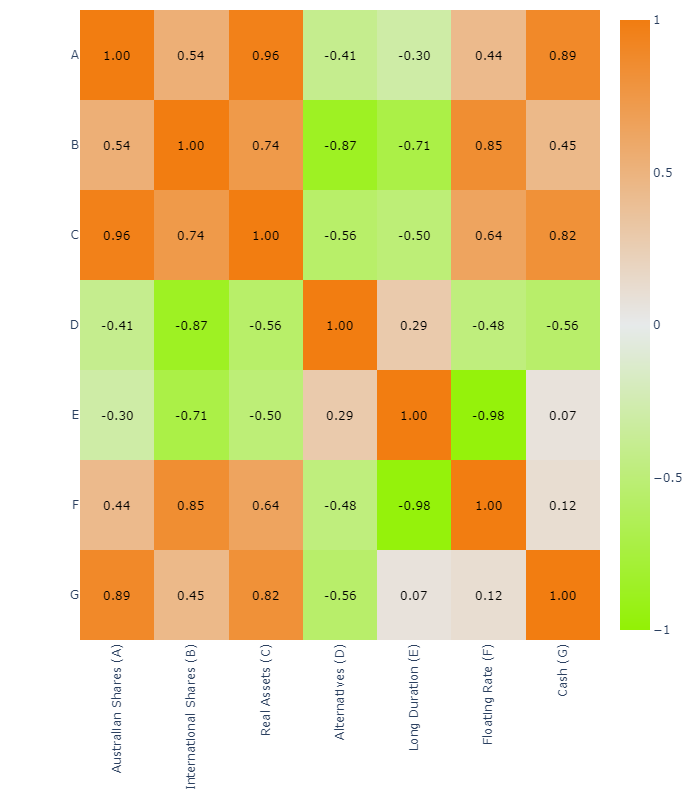 A 1.00 0.54 0.96 -0.41 -0.30 0.44 0.89
B 0.54 1.00 0.74 -0.87 -0.71 0.85 0.45
C 0.96 0.74 1.00 -0.56 -0.50 0.64 0.82
D -0.41 -0.87 -0.56 1.00 0.29 -0.48 -0.56
E -0.30 -0.71 -0.50 0.29 1.00 -0.98 0.07
F 0.44 0.85 0.64 -0.48 -0.98 1.00 0.12
G 0.89 0.45 0.82 -0.56 0.07 0.12 1.00
Australian Shares (A)
International Shares (B)
Real Assets (C)
Alternatives (D)
Long Duration (E)
Floating Rate (F)
Cash (G)
1
0.5
0
−0.5
−1